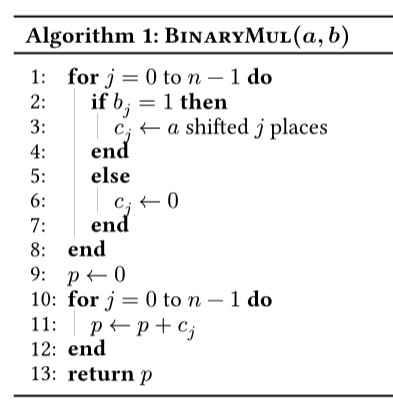 Algorithm 1: BINARYMUL(a, b)
1: for j = 0 to n − 1 do
2: if b_j = 1 then
3: c_j ← a shifted j places
4: end
5: else
6: c_j ← 0
7: end
8: end
9: p ← 0
10: for j = 0 to n − 1 do
11: p ← p + c_j
12: end
13: return p